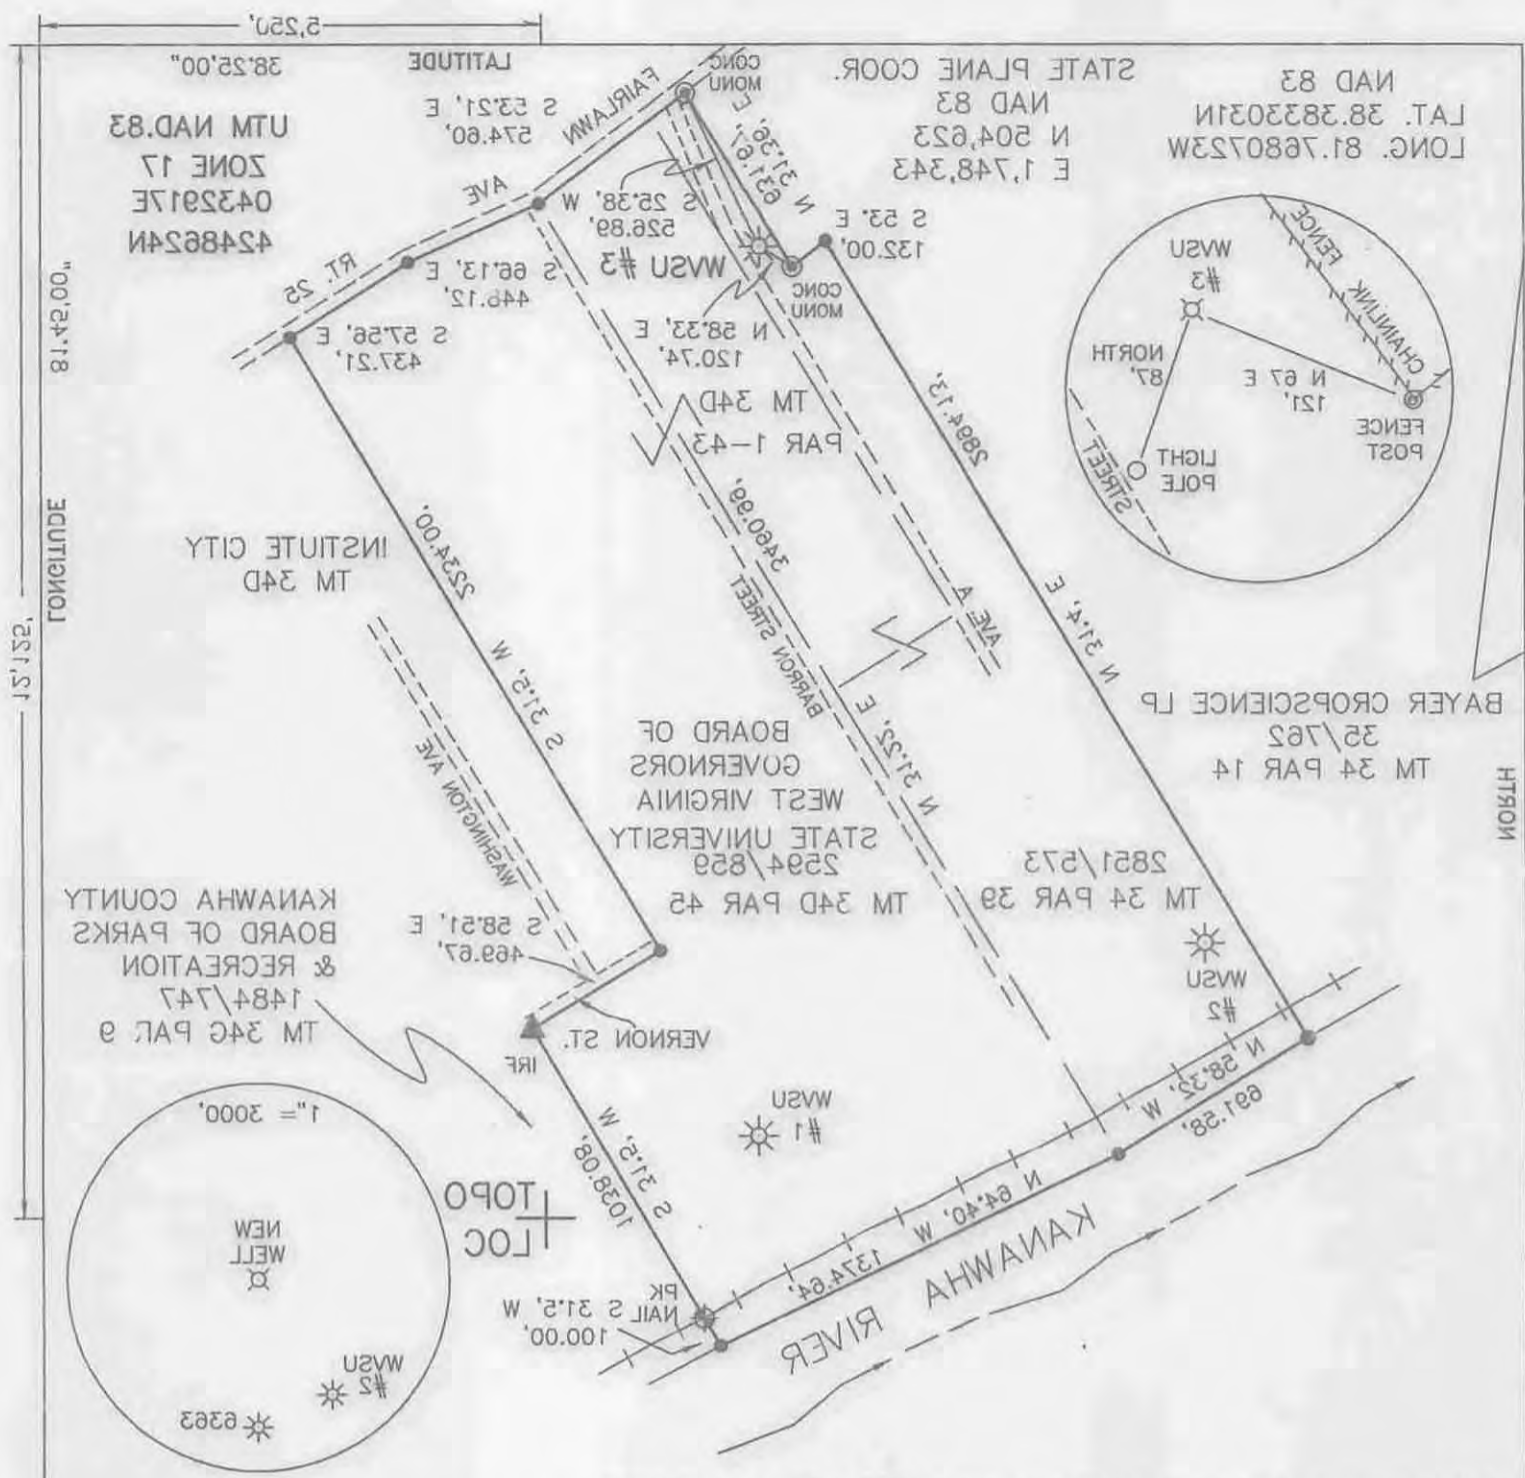 5,250'
LATITUDE 38°25'00"
NAD 83
LAT. 38.3833031N
LONG. 81.7680723W
STATE PLANE COOR.
NAD 83
N 504,623
E 1,748,343
UTM NAD.83
ZONE 17
0432917E
4248624N
CONC
MONU
FAIRLAWN
AVE
RT. 25
S 53°21' E
574.60'
S 66°13' E
446.12'
S 57°56' E
437.21'
N 31°36' E
631.67'
S 25°38' W
526.89'
WVSU #3
S 53° E
132.00'
CONC
MONU
N 58°33' E
120.74'
TM 34D
PAR 1-43
CHAINLINK FENCE
WVSU
#3
NORTH
87'
N 67 E
121'
FENCE
POST
LIGHT
POLE
STREET
81°45'00"
LONGITUDE
12,125'
2894.13'
N 31°4' E
3460.99'
N 31°22' E
BARRON STREET
AVE A
2234.00'
S 31°5' W
INSTIUTE CITY
TM 34D
WASHINGTON AVE
BAYER CROPSCIENCE LP
35/762
TM 34 PAR 14
NORTH
BOARD OF
GOVERNORS
WEST VIRGINIA
STATE UNIVERSITY
2594/859
TM 34D PAR 45
2851/573
TM 34 PAR 39
WVSU
#2
S 58°51' E
469.67'
KANAWHA COUNTY
BOARD OF PARKS
& RECREATION
1484/747
TM 34G PAR 9
VERNON ST.
IRF
WVSU
#1
N 58°32' W
691.58'
N 64°40' W
1374.64'
S 31°5' W
1038.08'
TOPO
LOC
PK
NAIL
S 31°5' W
100.00'
KANAWHA RIVER
1"= 3000'
NEW
WELL
WVSU
#2
6363